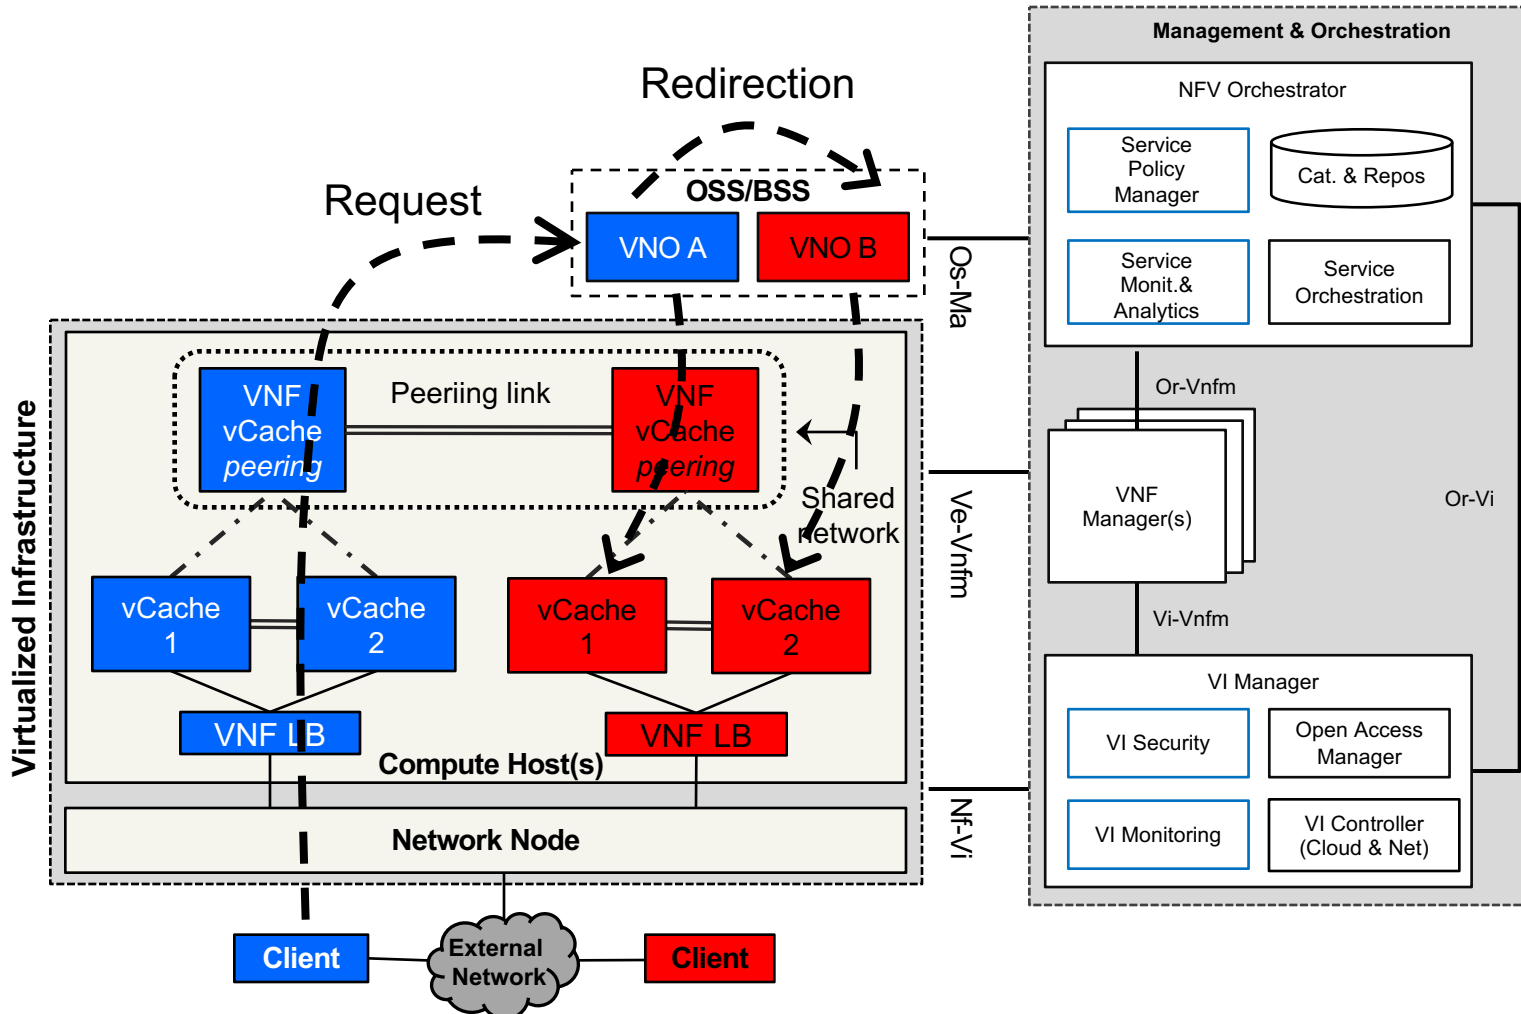 Management & Orchestration
NFV Orchestrator
Service
Policy
Manager
Cat. & Repos
Service
Monit.&
Analytics
Service
Orchestration
Redirection
Request
OSS/BSS
VNO A
VNO B
Os-Ma
Or-Vnfm
VNF
Manager(s)
Or-Vi
Vi-Vnfm
Ve-Vnfm
Nf-Vi
VI Manager
VI Security
Open Access
Manager
VI Monitoring
VI Controller
(Cloud & Net)
Virtualized Infrastructure
VNF
vCache
peering
Peeriing link
VNF
vCache
peering
Shared
network
vCache
1
vCache
2
vCache
1
vCache
2
VNF LB
VNF LB
Compute Host(s)
Network Node
Client
External
Network
Client